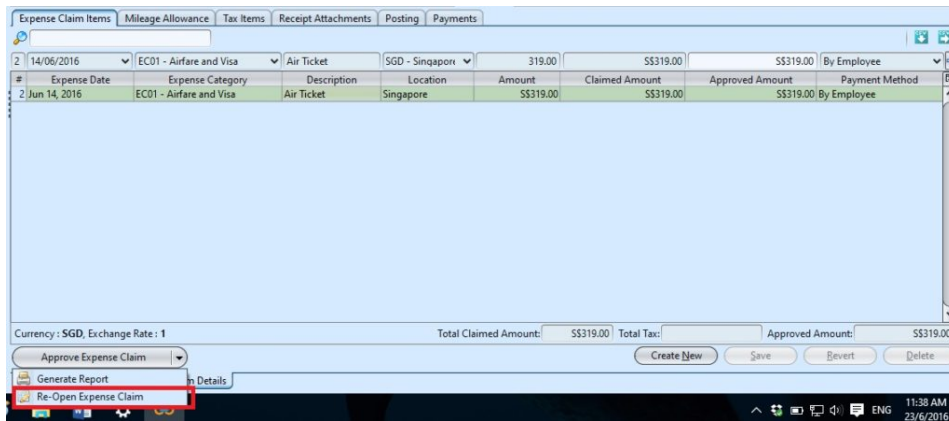 Expense Claim Items Mileage Allowance Tax Items Receipt Attachments Posting Payments
2 14/06/2016 EC01 - Airfare and Visa Air Ticket SGD - Singapore 319.00 S$319.00 S$319.00 By Employee
# Expense Date Expense Category Description Location Amount Claimed Amount Approved Amount Payment Method
2 Jun 14, 2016 EC01 - Airfare and Visa Air Ticket Singapore S$319.00 S$319.00 S$319.00 By Employee
Currency : SGD, Exchange Rate : 1 Total Claimed Amount: S$319.00 Total Tax: Approved Amount: S$319.00
Approve Expense Claim Create New Save Revert Delete
Generate Report n Details
Re-Open Expense Claim
ENG 11:38 AM
23/6/2016